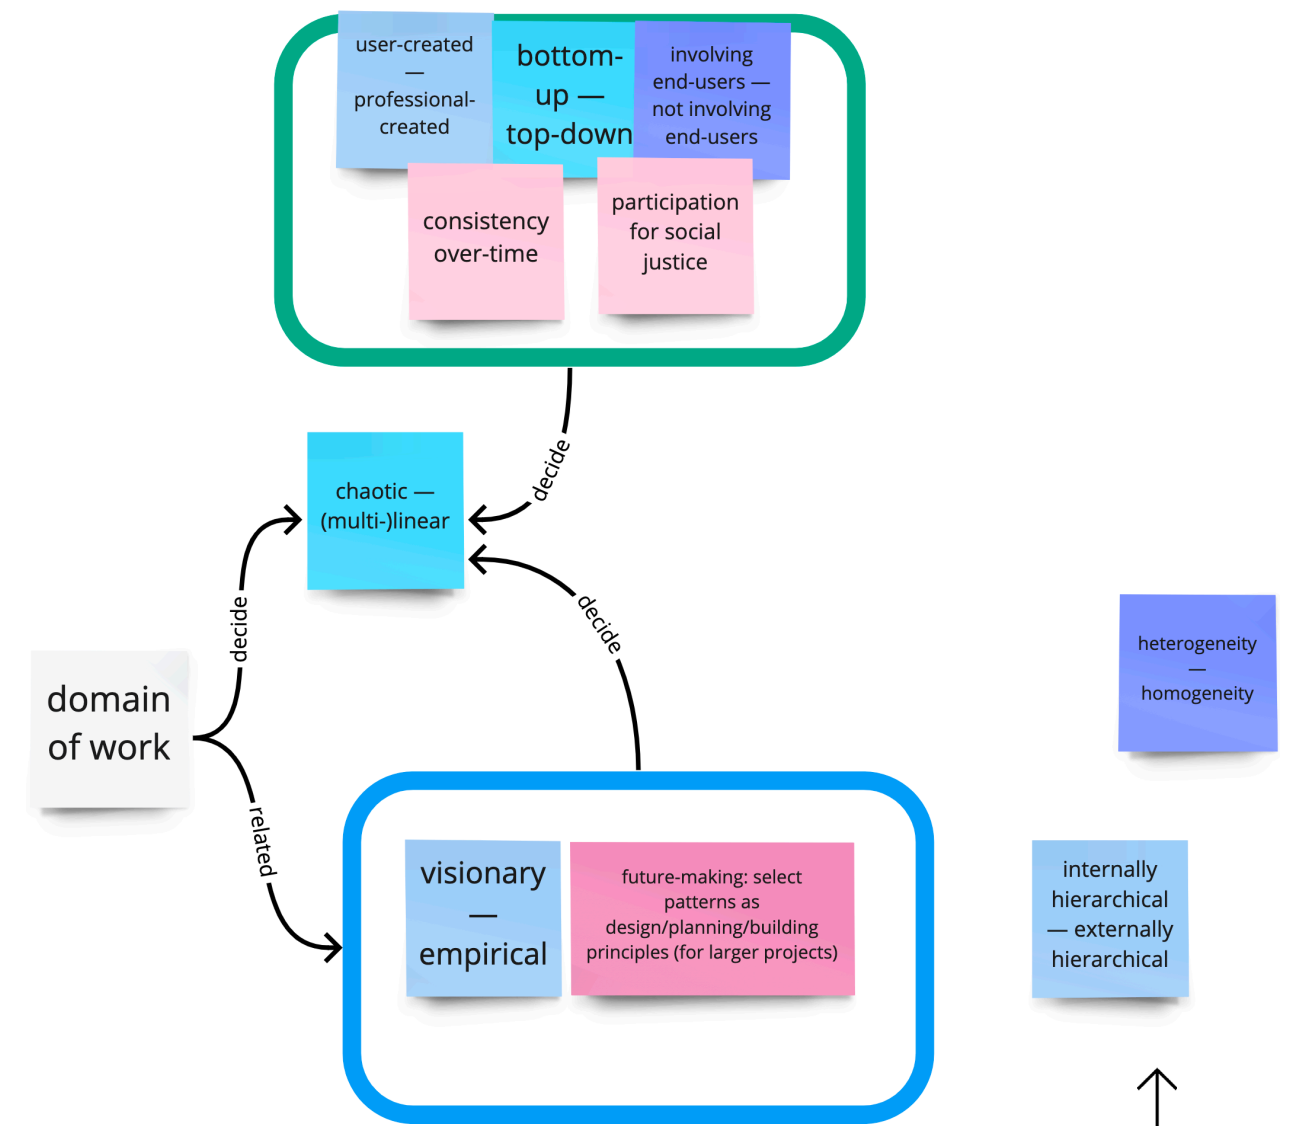 user-created
—
professional-
created
bottom-
up —
top-down
involving
end-users —
not involving
end-users
consistency
over-time
participation
for social
justice
decide
chaotic —
(multi-)linear
decide
decide
domain
of work
related
heterogeneity
—
homogeneity
visionary
—
empirical
future-making: select
patterns as
design/planning/building
principles (for larger projects)
internally
hierarchical
— externally
hierarchical